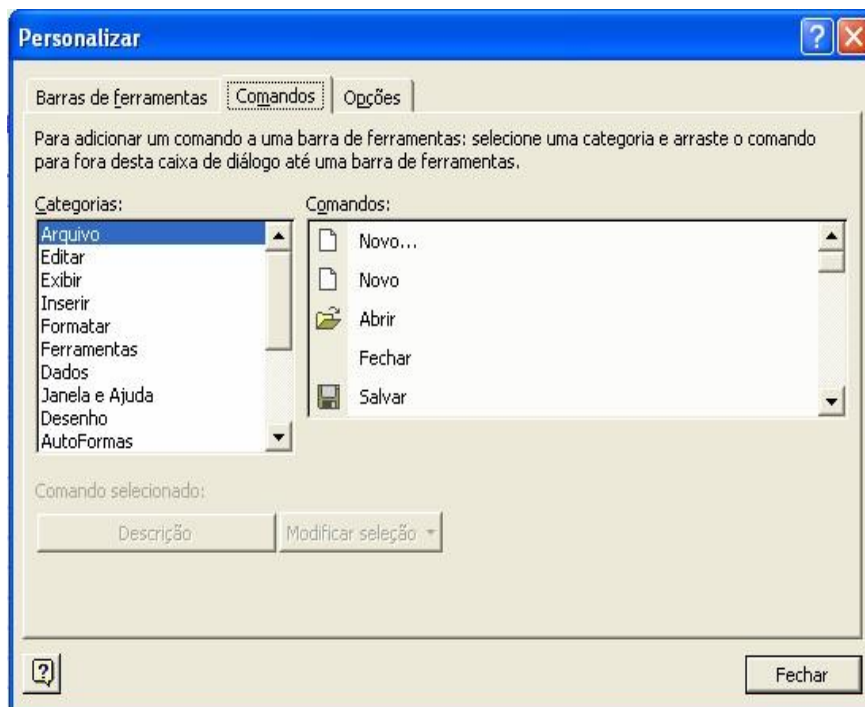 Personalizar
Barras de ferramentas
Comandos
Opções
Para adicionar um comando a uma barra de ferramentas: selecione uma categoria e arraste o comando
para fora desta caixa de diálogo até uma barra de ferramentas.
Categorias:
Arquivo
Editar
Exibir
Inserir
Formatar
Ferramentas
Dados
Janela e Ajuda
Desenho
AutoFormas
Comandos:
Novo...
Novo
Abrir
Fechar
Salvar
Comando selecionado:
Descrição
Modificar seleção
Fechar